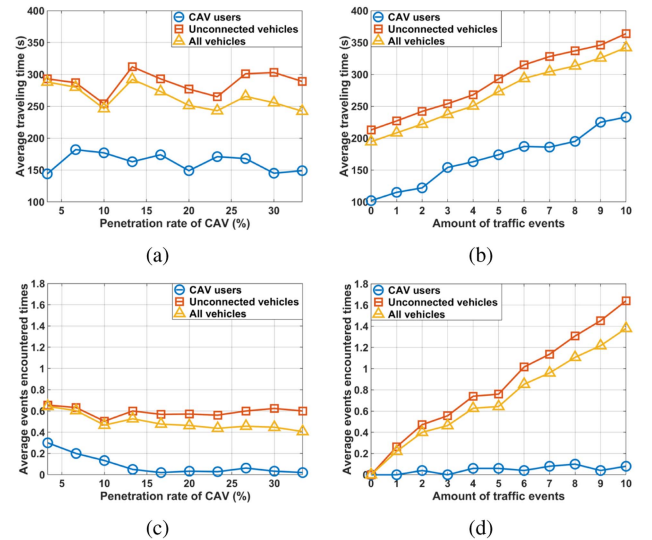 CAV users
Unconnected vehicles
All vehicles
Average traveling time (s)
400
350
300
250
200
150
100
5 10 15 20 25 30
Penetration rate of CAV (%)
(a)
CAV users
Unconnected vehicles
All vehicles
Average traveling time (s)
400
350
300
250
200
150
100
0 1 2 3 4 5 6 7 8 9 10
Amount of traffic events
(b)
CAV users
Unconnected vehicles
All vehicles
Average events encountered times
1.8
1.6
1.4
1.2
1
0.8
0.6
0.4
0.2
0
5 10 15 20 25 30
Penetration rate of CAV (%)
(c)
CAV users
Unconnected vehicles
All vehicles
Average events encountered times
1.8
1.6
1.4
1.2
1
0.8
0.6
0.4
0.2
0
0 1 2 3 4 5 6 7 8 9 10
Amount of traffic events
(d)